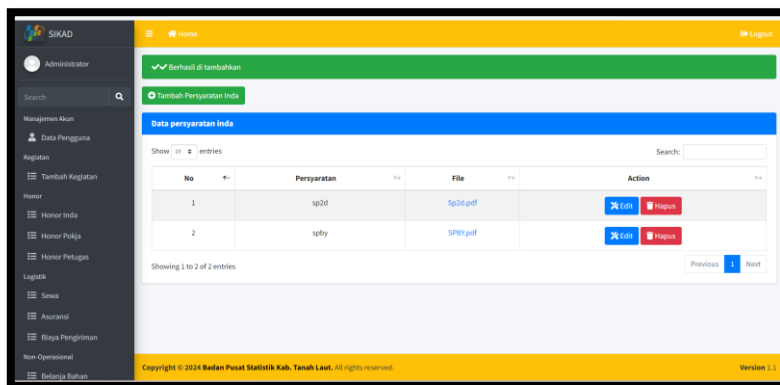 SIKAD
Home
Logout
Administrator
Berhasil di tambahkan
Search
Tambah Persyaratan Inda
Manajemen Akun
Data persyaratan inda
Data Pengguna
Kegiatan
Show 10 entries
Search:
Tambah Kegiatan
No Persyaratan File Action
Honor
1 sp2d Sp2d.pdf Edit Hapus
Honor Inda
2 spby SPBY.pdf Edit Hapus
Honor Pokja
Honor Petugas
Showing 1 to 2 of 2 entries
Previous 1 Next
Logistik
Sewa
Asuransi
Biaya Pengiriman
Non-Operasional
Belanja Bahan
Copyright © 2024 Badan Pusat Statistik Kab. Tanah Laut. All rights reserved.
Version 1.1